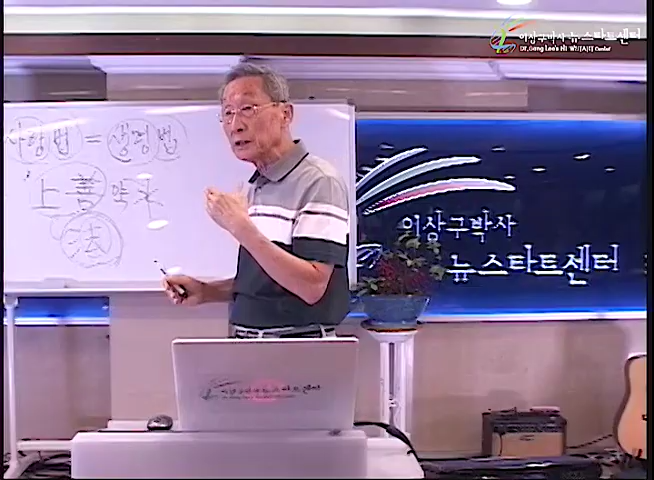 이상구박사 뉴스타트센터
사랑법 = 생명법
上善약水
法
이상구박사
뉴스타트센터